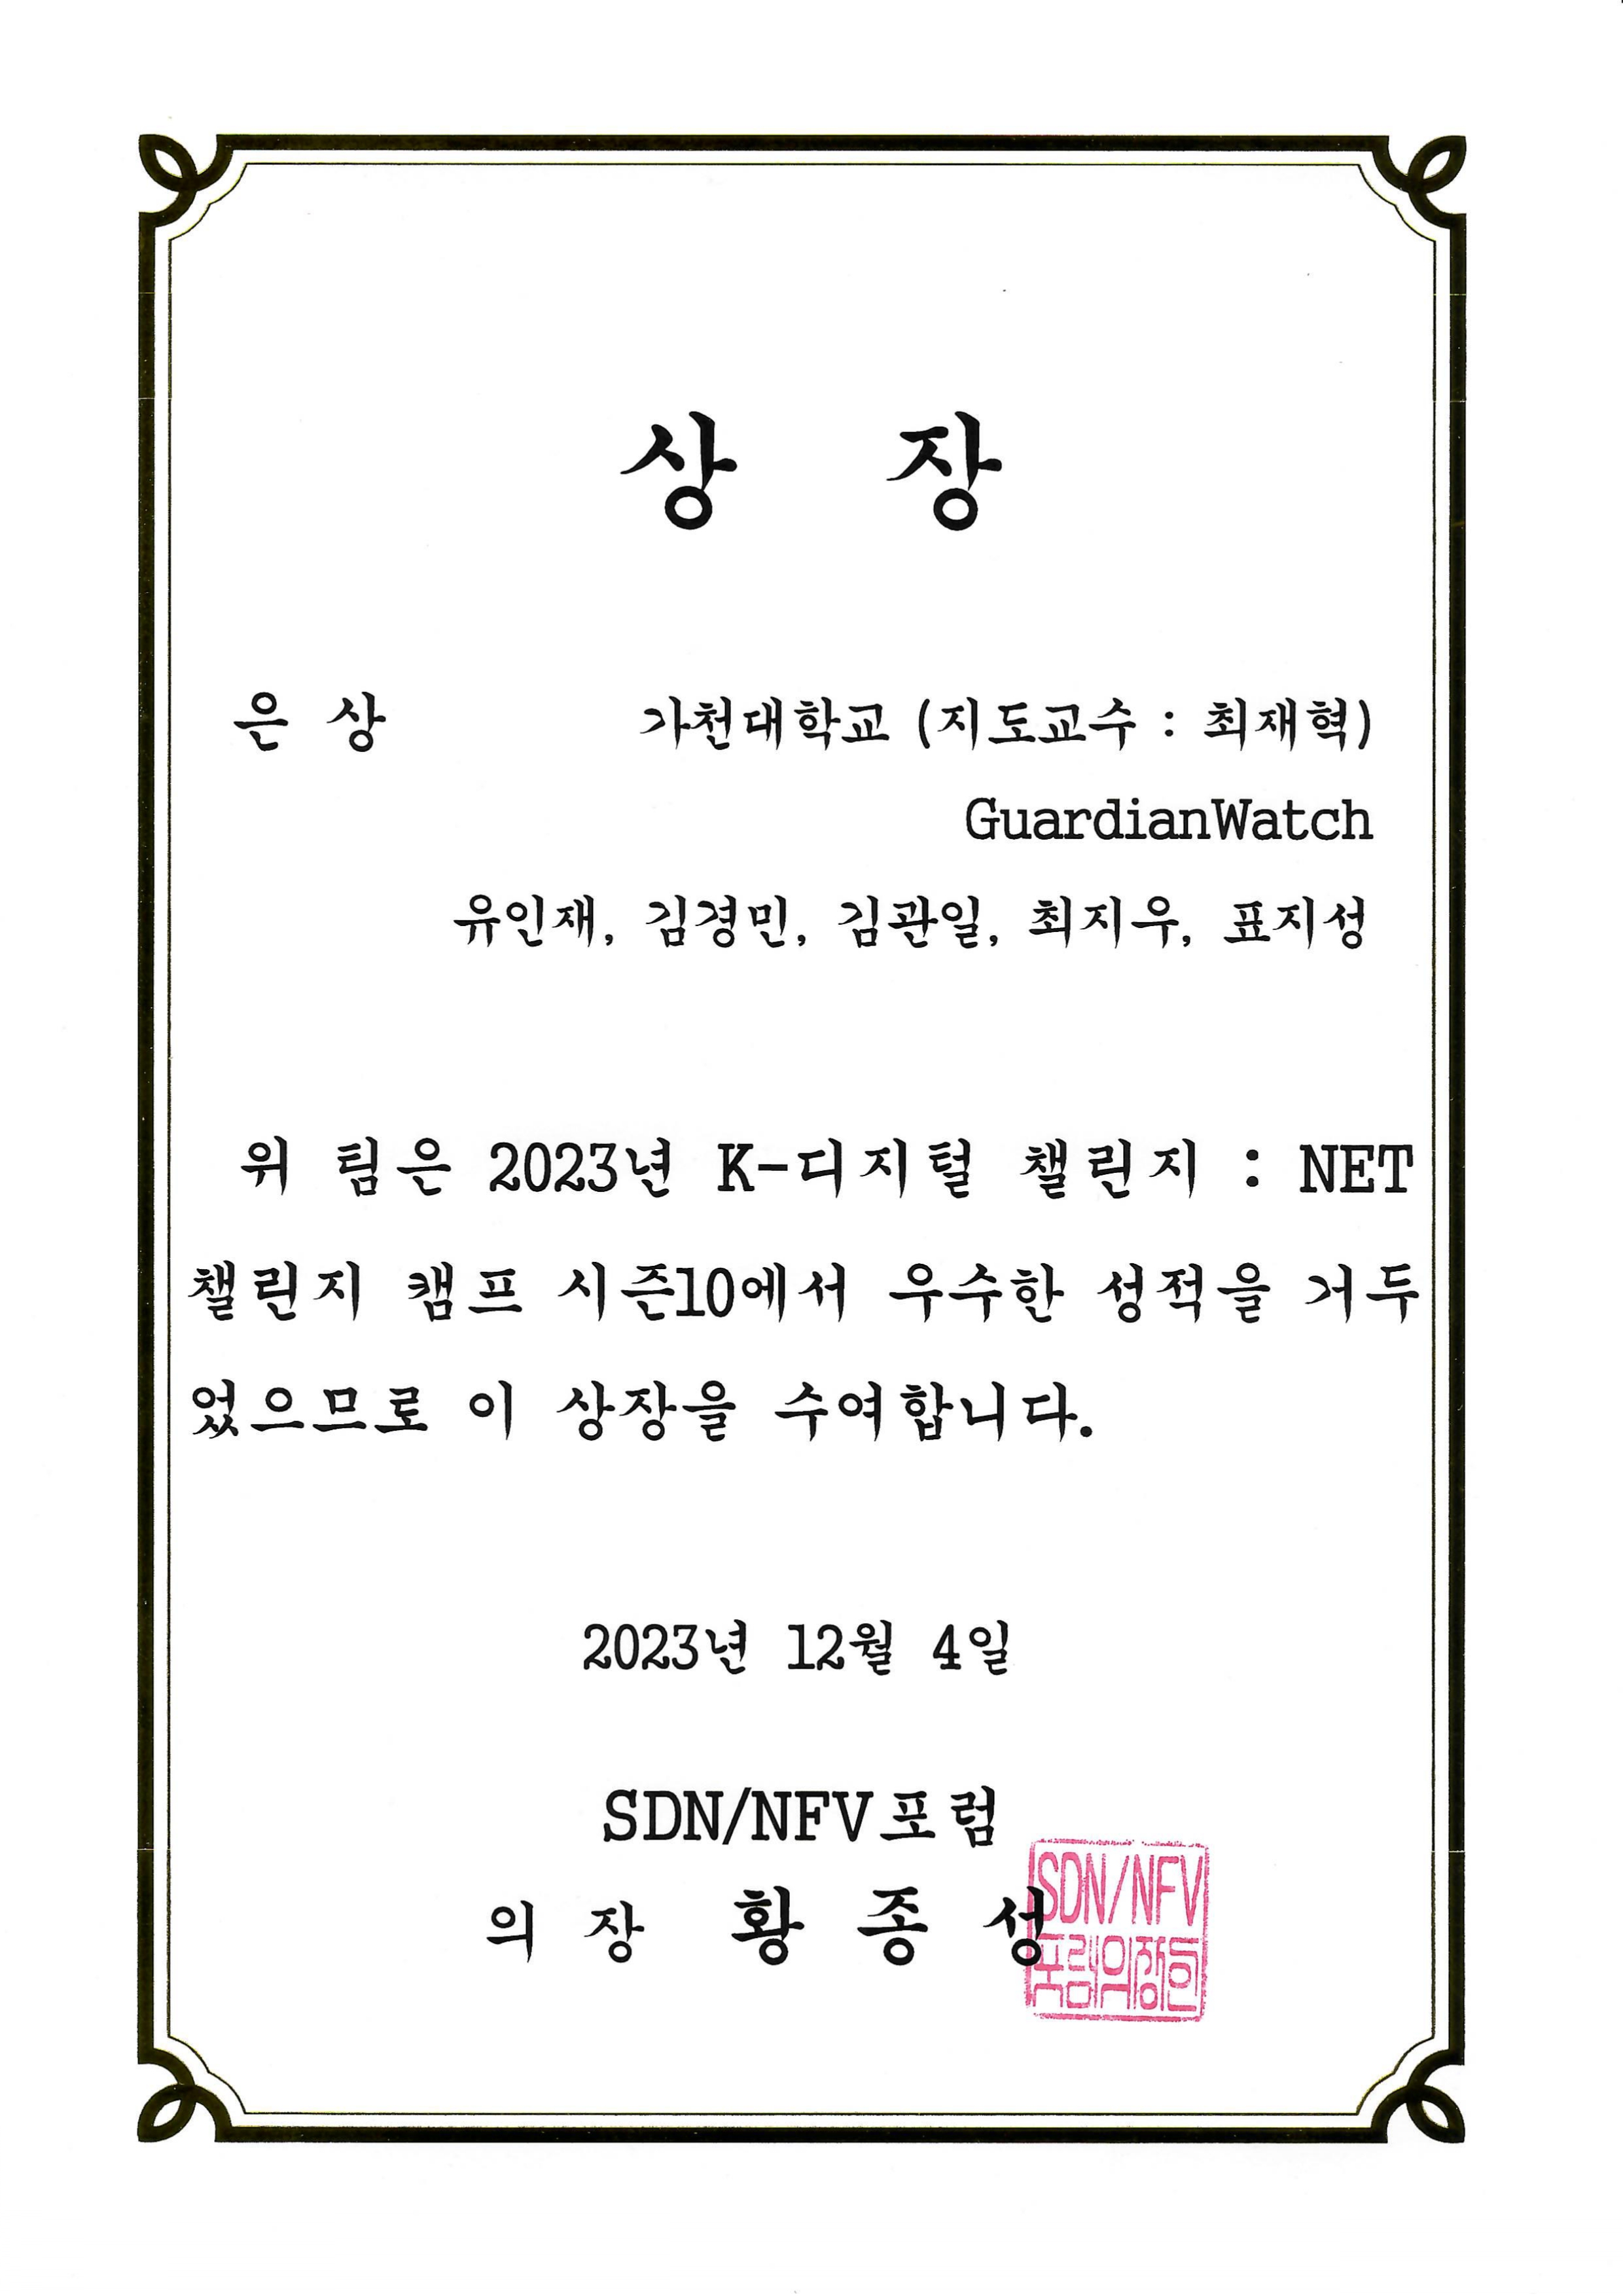 상 장
은 상 가천대학교 (지도교수 : 최재혁)
GuardianWatch
유인재, 김경민, 김관일, 최지우, 표지성
위 팀은 2023년 K-디지털 챌린지 : NET
챌린지 캠프 시즌10에서 우수한 성적을 거두
었으므로 이 상장을 수여합니다.
2023년 12월 4일
SDN/NFV포럼
의 장 황 종 성
SDN/NFV
포럼의장인